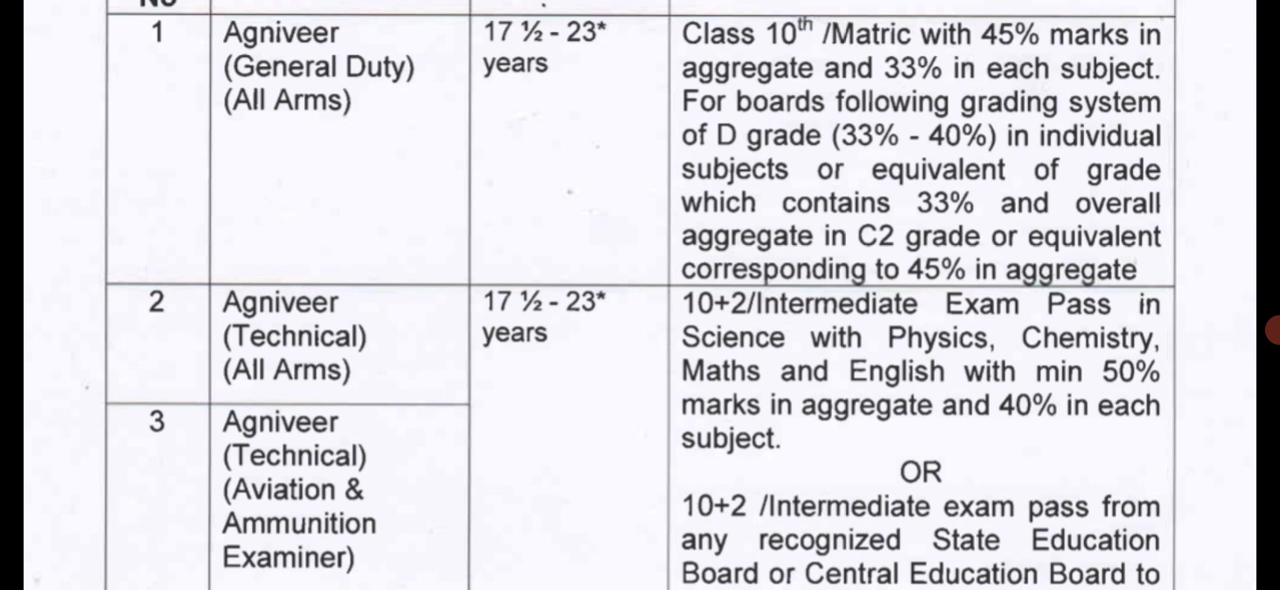 No
1
Agniveer
(General Duty)
(All Arms)
17 ½ - 23*
years
Class 10th /Matric with 45% marks in
aggregate and 33% in each subject.
For boards following grading system
of D grade (33% - 40%) in individual
subjects or equivalent of grade
which contains 33% and overall
aggregate in C2 grade or equivalent
corresponding to 45% in aggregate
2
Agniveer
(Technical)
(All Arms)
17 ½ - 23*
years
10+2/Intermediate Exam Pass in
Science with Physics, Chemistry,
Maths and English with min 50%
marks in aggregate and 40% in each
subject.
OR
10+2 /Intermediate exam pass from
any recognized State Education
Board or Central Education Board to
3
Agniveer
(Technical)
(Aviation &
Ammunition
Examiner)